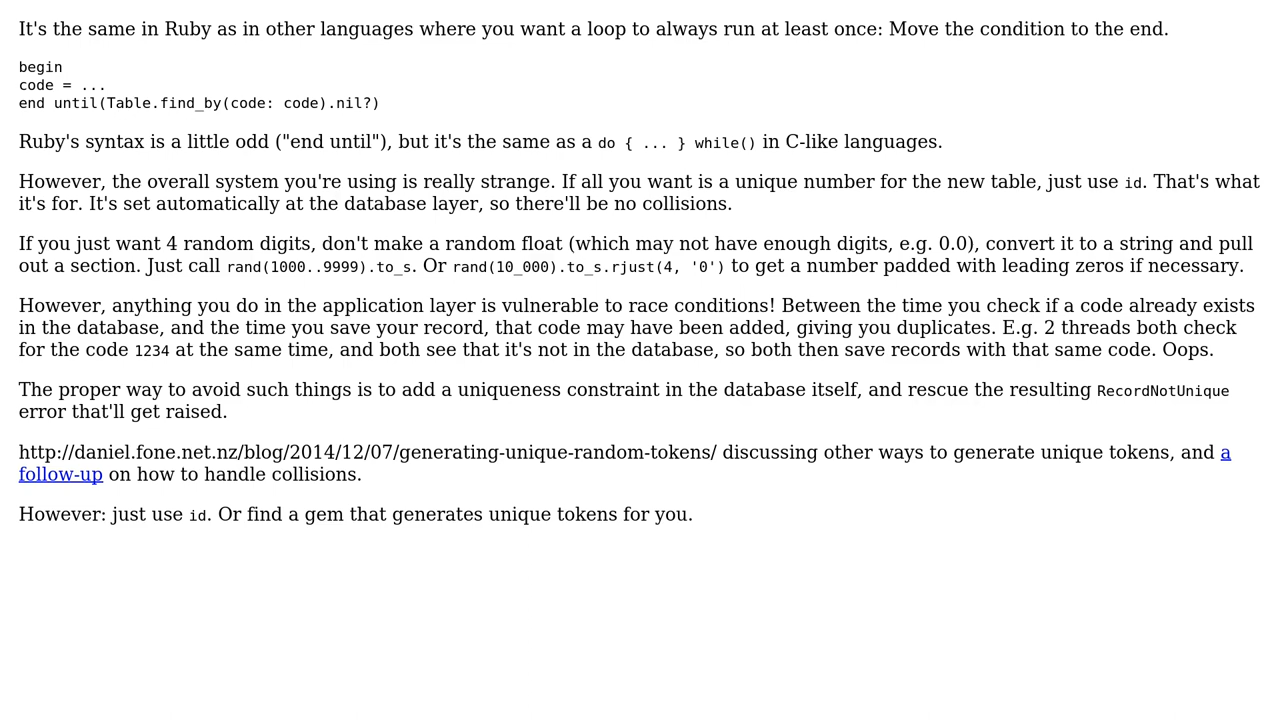 It's the same in Ruby as in other languages where you want a loop to always run at least once: Move the condition to the end.
begin
code = ...
end until(Table.find_by(code: code).nil?)
Ruby's syntax is a little odd ("end until"), but it's the same as a do { ... } while() in C-like languages.
However, the overall system you're using is really strange. If all you want is a unique number for the new table, just use id. That's what
it's for. It's set automatically at the database layer, so there'll be no collisions.
If you just want 4 random digits, don't make a random float (which may not have enough digits, e.g. 0.0), convert it to a string and pull
out a section. Just call rand(1000..9999).to_s. Or rand(10_000).to_s.rjust(4, '0') to get a number padded with leading zeros if necessary.
However, anything you do in the application layer is vulnerable to race conditions! Between the time you check if a code already exists
in the database, and the time you save your record, that code may have been added, giving you duplicates. E.g. 2 threads both check
for the code 1234 at the same time, and both see that it's not in the database, so both then save records with that same code. Oops.
The proper way to avoid such things is to add a uniqueness constraint in the database itself, and rescue the resulting RecordNotUnique
error that'll get raised.
http://daniel.fone.net.nz/blog/2014/12/07/generating-unique-random-tokens/ discussing other ways to generate unique tokens, and a
follow-up on how to handle collisions.
However: just use id. Or find a gem that generates unique tokens for you.